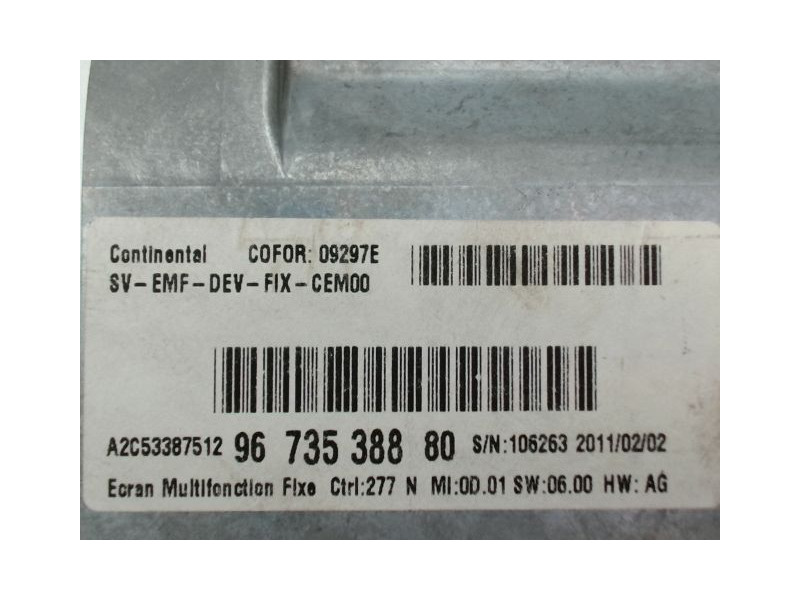 Continental COFOR: 09297E
SV-EMF-DEV-FIX-CEM00
A2C53387512 96 735 388 80 S/N:106263 2011/02/02
Ecran Multifonction Fixe Ctrl:277 N MI:0D.01 SW:06.00 HW: AG